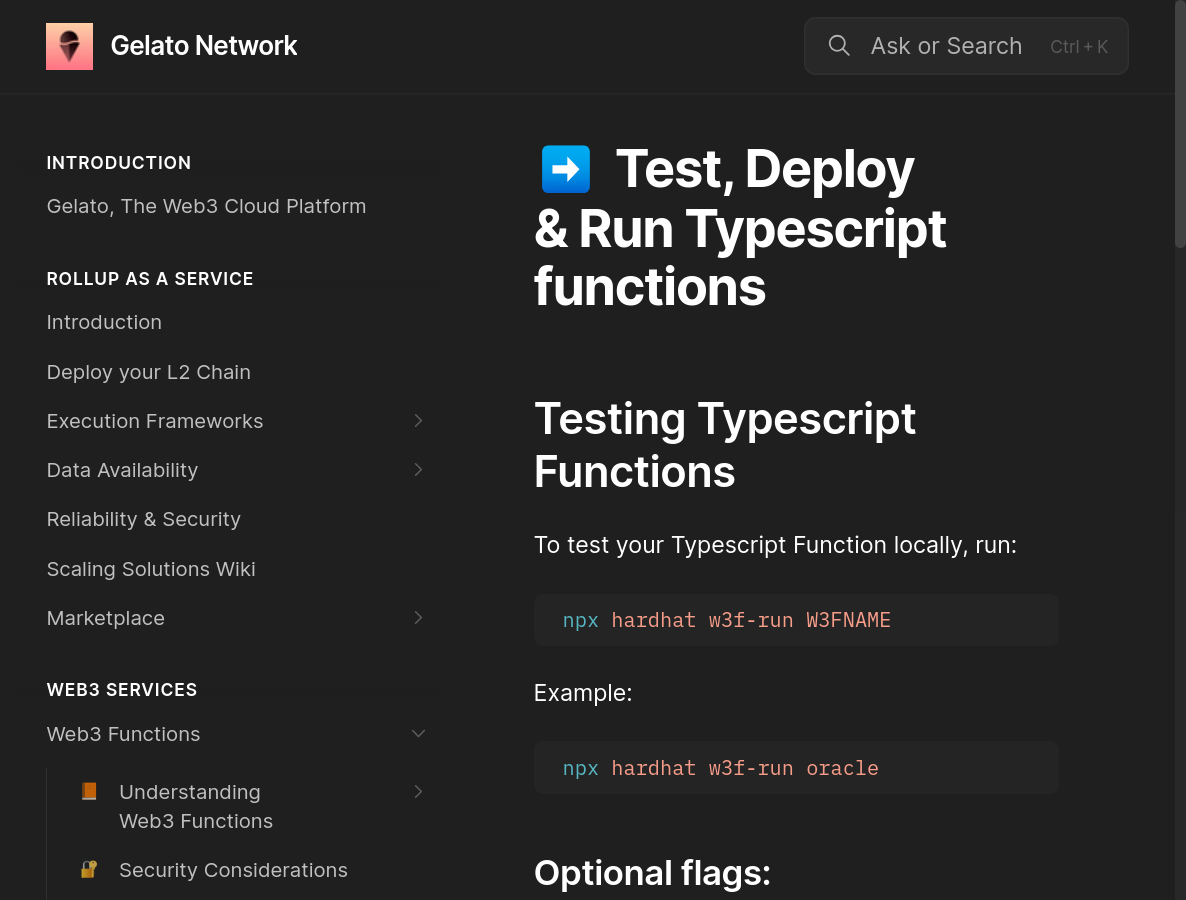 Gelato Network
Ask or Search
Ctrl + K
INTRODUCTION
Gelato, The Web3 Cloud Platform
ROLLUP AS A SERVICE
Introduction
Deploy your L2 Chain
Execution Frameworks
Data Availability
Reliability & Security
Scaling Solutions Wiki
Marketplace
WEB3 SERVICES
Web3 Functions
Understanding
Web3 Functions
Security Considerations
➡️ Test, Deploy
& Run Typescript
functions
Testing Typescript
Functions
To test your Typescript Function locally, run:
npx hardhat w3f-run W3FNAME
Example:
npx hardhat w3f-run oracle
Optional flags: